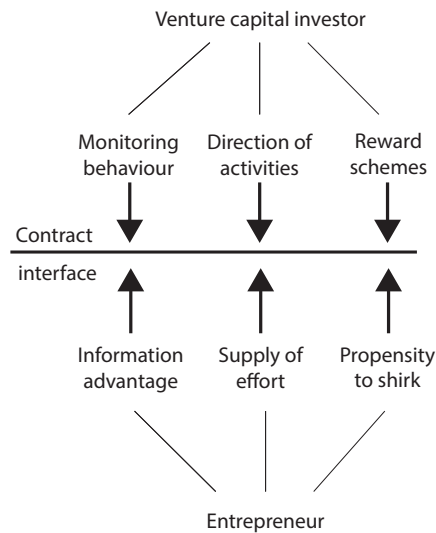 Venture capital investor
Monitoring behaviour
Direction of activities
Reward schemes
Contract
interface
Information advantage
Supply of effort
Propensity to shirk
Entrepreneur